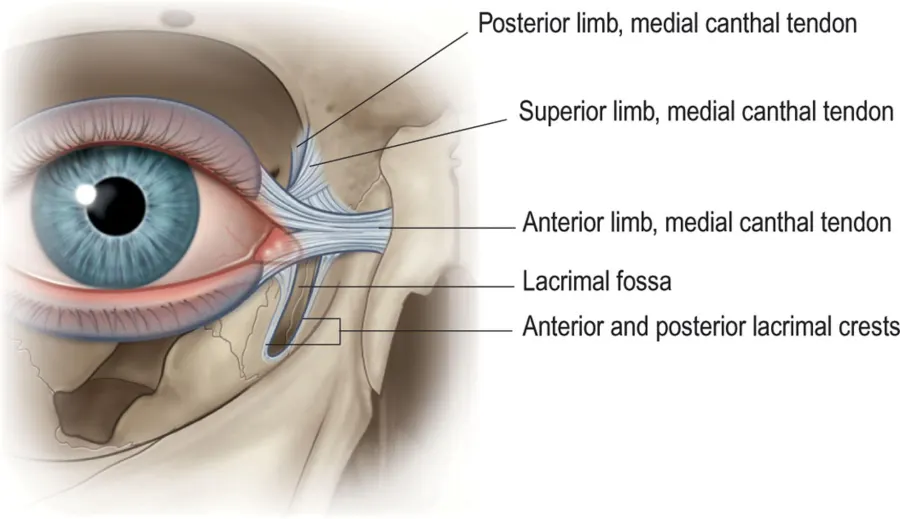 Posterior limb, medial canthal tendon
Superior limb, medial canthal tendon
Anterior limb, medial canthal tendon
Lacrimal fossa
Anterior and posterior lacrimal crests